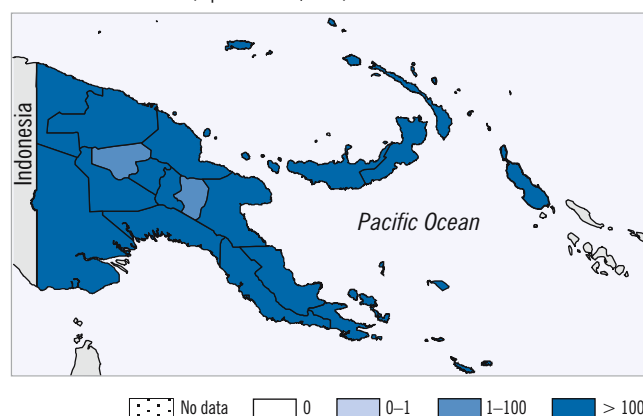 Indonesia
Pacific Ocean
No data 0 0–1 1–100 > 100